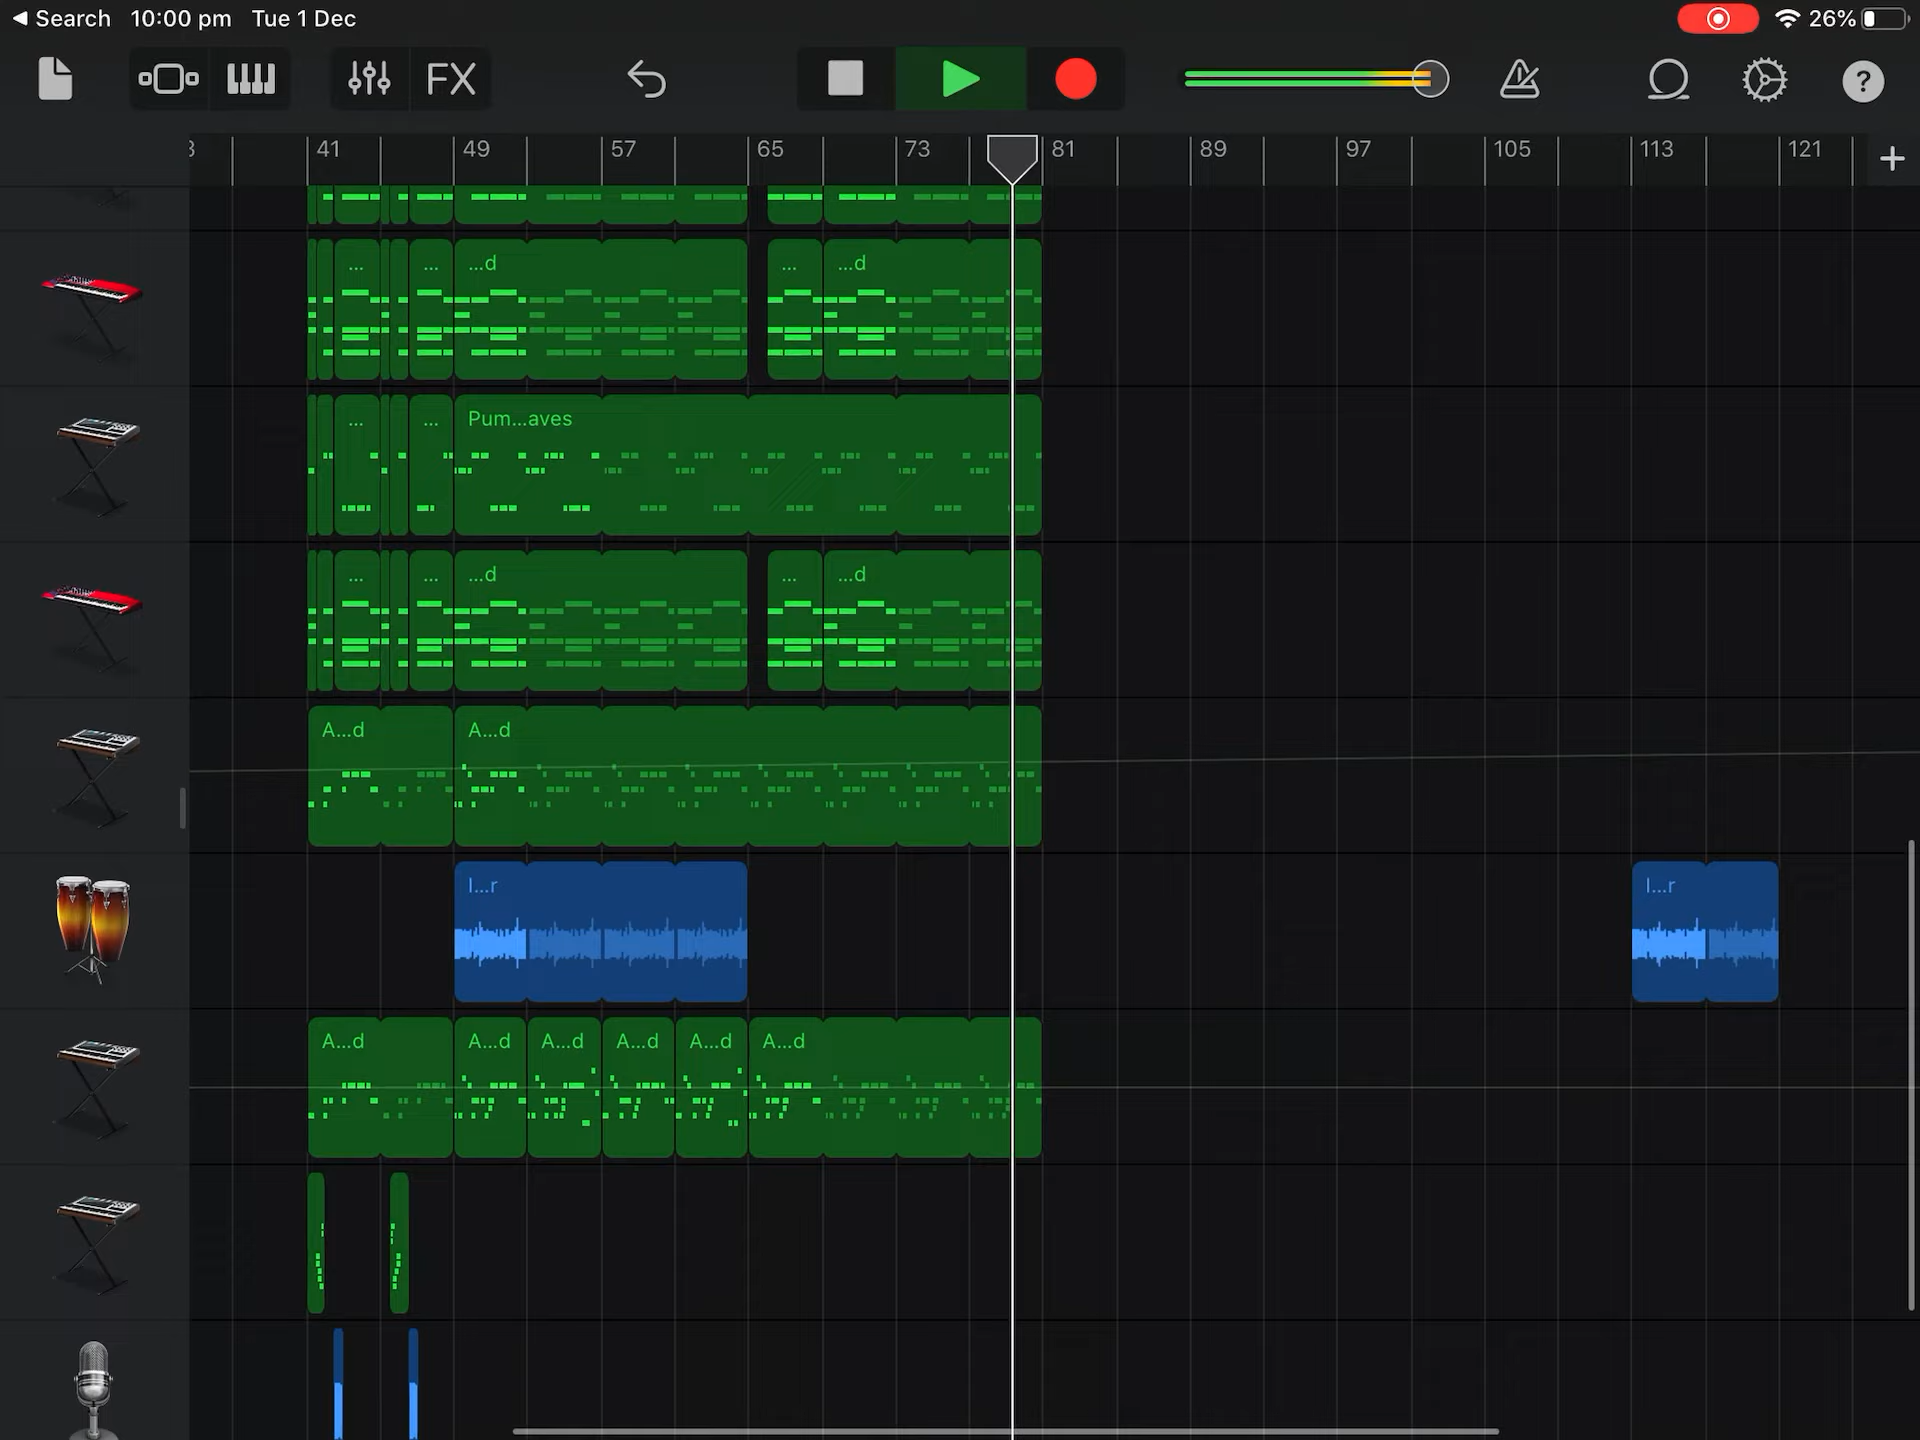 Search 10:00 pm Tue 1 Dec 26%
FX ?
3 41 49 57 65 73 81 89 97 105 113 121 +
... ... ...d ... ...d
... ... Pum...aves
... ... ...d ... ...d
A...d A...d
I...r I...r
A...d A...d A...d A...d A...d A...d